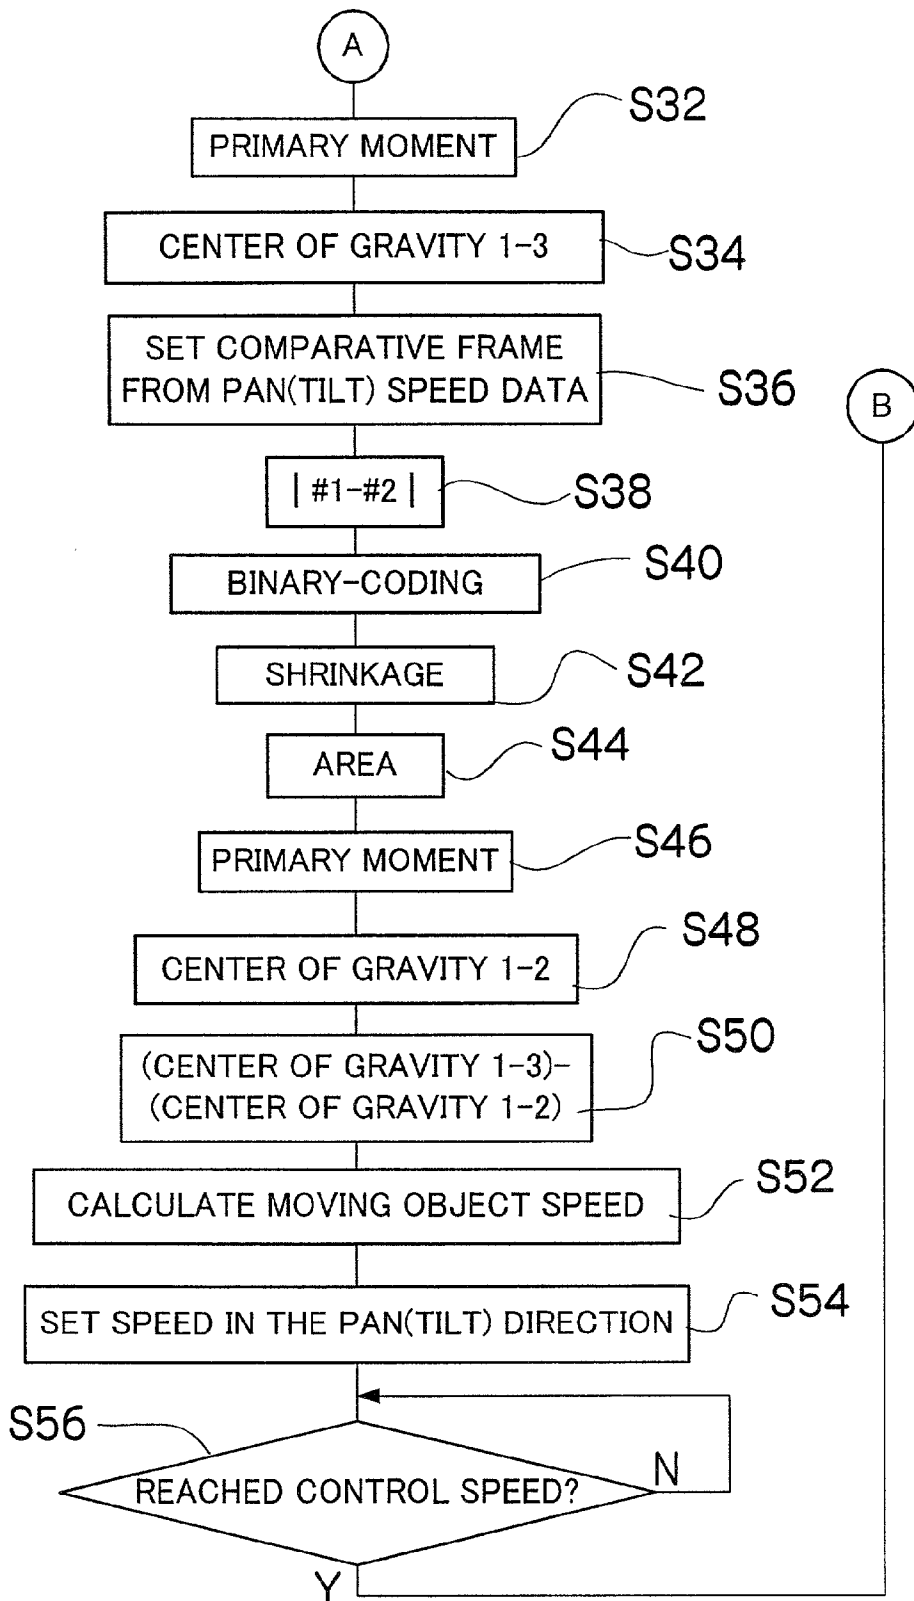 A
PRIMARY MOMENT
S32
CENTER OF GRAVITY 1-3
S34
SET COMPARATIVE FRAME
FROM PAN(TILT) SPEED DATA
S36
B
| #1-#2 |
S38
BINARY-CODING
S40
SHRINKAGE
S42
AREA
S44
PRIMARY MOMENT
S46
CENTER OF GRAVITY 1-2
S48
(CENTER OF GRAVITY 1-3)-
(CENTER OF GRAVITY 1-2)
S50
CALCULATE MOVING OBJECT SPEED
S52
SET SPEED IN THE PAN(TILT) DIRECTION
S54
S56
REACHED CONTROL SPEED?
N
Y